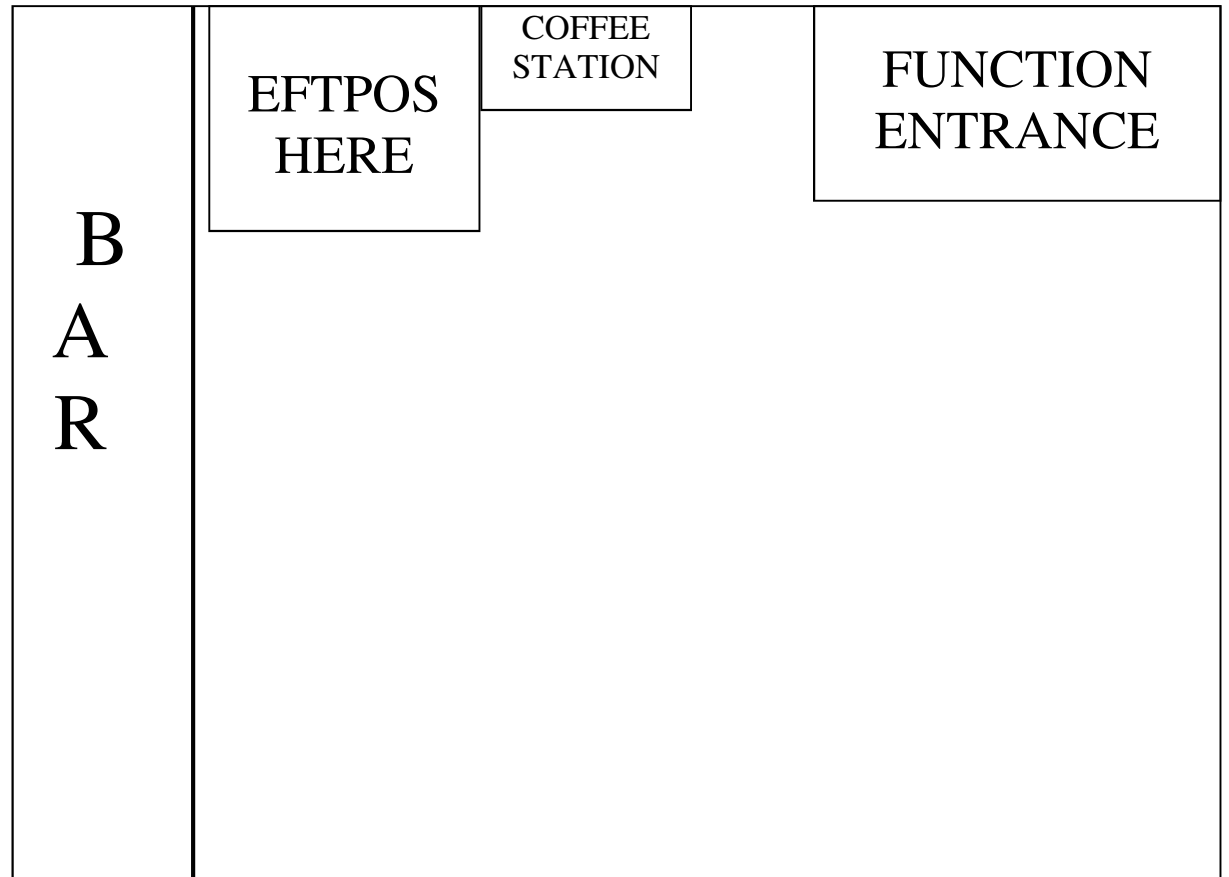 EFTPOS
HERE
COFFEE
STATION
FUNCTION
ENTRANCE
B
A
R